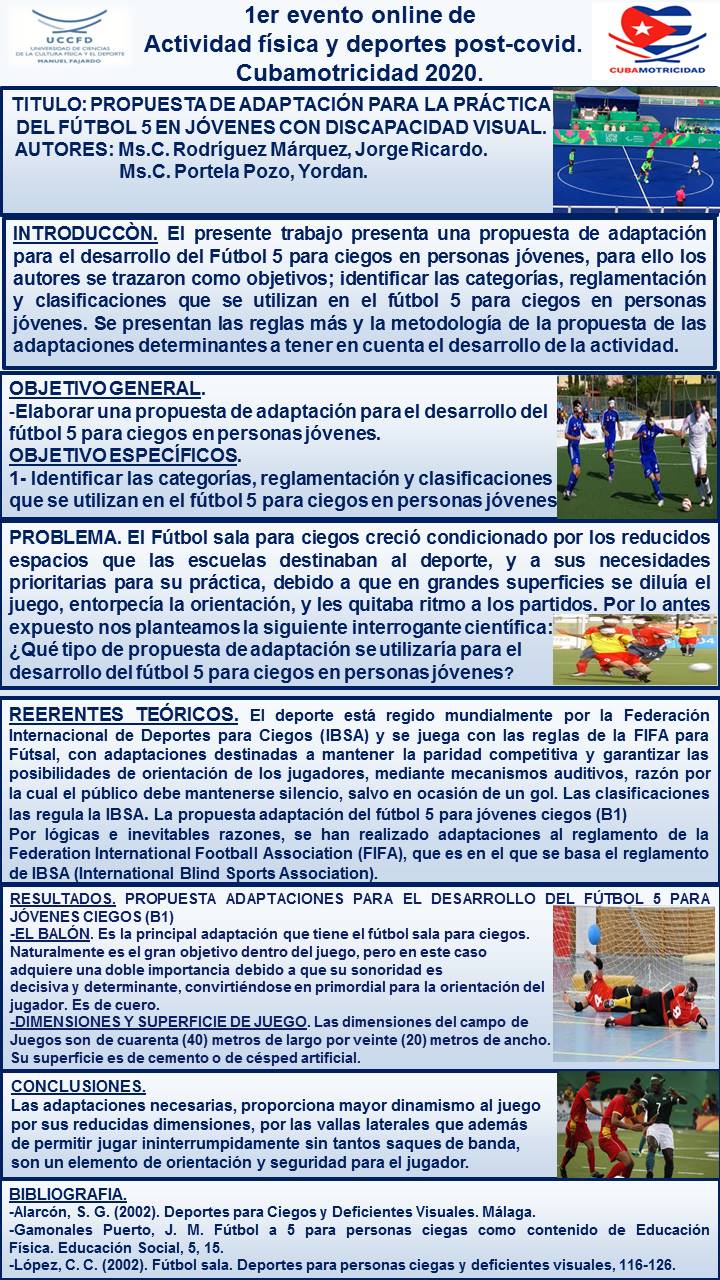 UCCFD
UNIVERSIDAD DE CIENCIAS
DE LA CULTURA FÍSICA Y EL DEPORTE
MANUEL FAJARDO
1er evento online de
Actividad física y deportes post-covid.
Cubamotricidad 2020.
CUBAMOTRICIDAD
TITULO: PROPUESTA DE ADAPTACIÓN PARA LA PRÁCTICA
DEL FÚTBOL 5 EN JÓVENES CON DISCAPACIDAD VISUAL.
AUTORES: Ms.C. Rodríguez Márquez, Jorge Ricardo.
Ms.C. Portela Pozo, Yordan.
INTRODUCCÒN. El presente trabajo presenta una propuesta de adaptación
para el desarrollo del Fútbol 5 para ciegos en personas jóvenes, para ello los
autores se trazaron como objetivos; identificar las categorías, reglamentación
y clasificaciones que se utilizan en el fútbol 5 para ciegos en personas
jóvenes. Se presentan las reglas más y la metodología de la propuesta de las
adaptaciones determinantes a tener en cuenta el desarrollo de la actividad.
OBJETIVO GENERAL.
-Elaborar una propuesta de adaptación para el desarrollo del
fútbol 5 para ciegos en personas jóvenes.
OBJETIVO ESPECÍFICOS.
1- Identificar las categorías, reglamentación y clasificaciones
que se utilizan en el fútbol 5 para ciegos en personas jóvenes
PROBLEMA. El Fútbol sala para ciegos creció condicionado por los reducidos
espacios que las escuelas destinaban al deporte, y a sus necesidades
prioritarias para su práctica, debido a que en grandes superficies se diluía el
juego, entorpecía la orientación, y les quitaba ritmo a los partidos. Por lo antes
expuesto nos planteamos la siguiente interrogante científica:
¿Qué tipo de propuesta de adaptación se utilizaría para el
desarrollo del fútbol 5 para ciegos en personas jóvenes?
REERENTES TEÓRICOS. El deporte está regido mundialmente por la Federación
Internacional de Deportes para Ciegos (IBSA) y se juega con las reglas de la FIFA para
Fútsal, con adaptaciones destinadas a mantener la paridad competitiva y garantizar las
posibilidades de orientación de los jugadores, mediante mecanismos auditivos, razón por
la cual el público debe mantenerse silencio, salvo en ocasión de un gol. Las clasificaciones
las regula la IBSA. La propuesta adaptación del fútbol 5 para jóvenes ciegos (B1)
Por lógicas e inevitables razones, se han realizado adaptaciones al reglamento de la
Federation International Football Association (FIFA), que es en el que se basa el reglamento
de IBSA (International Blind Sports Association).
RESULTADOS. PROPUESTA ADAPTACIONES PARA EL DESARROLLO DEL FÚTBOL 5 PARA
JÓVENES CIEGOS (B1)
-EL BALÓN. Es la principal adaptación que tiene el fútbol sala para ciegos.
Naturalmente es el gran objetivo dentro del juego, pero en este caso
adquiere una doble importancia debido a que su sonoridad es
decisiva y determinante, convirtiéndose en primordial para la orientación del
jugador. Es de cuero.
-DIMENSIONES Y SUPERFICIE DE JUEGO. Las dimensiones del campo de
Juegos son de cuarenta (40) metros de largo por veinte (20) metros de ancho.
Su superficie es de cemento o de césped artificial.
CONCLUSIONES.
Las adaptaciones necesarias, proporciona mayor dinamismo al juego
por sus reducidas dimensiones, por las vallas laterales que además
de permitir jugar ininterrumpidamente sin tantos saques de banda,
son un elemento de orientación y seguridad para el jugador.
BIBLIOGRAFIA.
-Alarcón, S. G. (2002). Deportes para Ciegos y Deficientes Visuales. Málaga.
-Gamonales Puerto, J. M. Fútbol a 5 para personas ciegas como contenido de Educación
Física. Educación Social, 5, 15.
-López, C. C. (2002). Fútbol sala. Deportes para personas ciegas y deficientes visuales, 116-126.